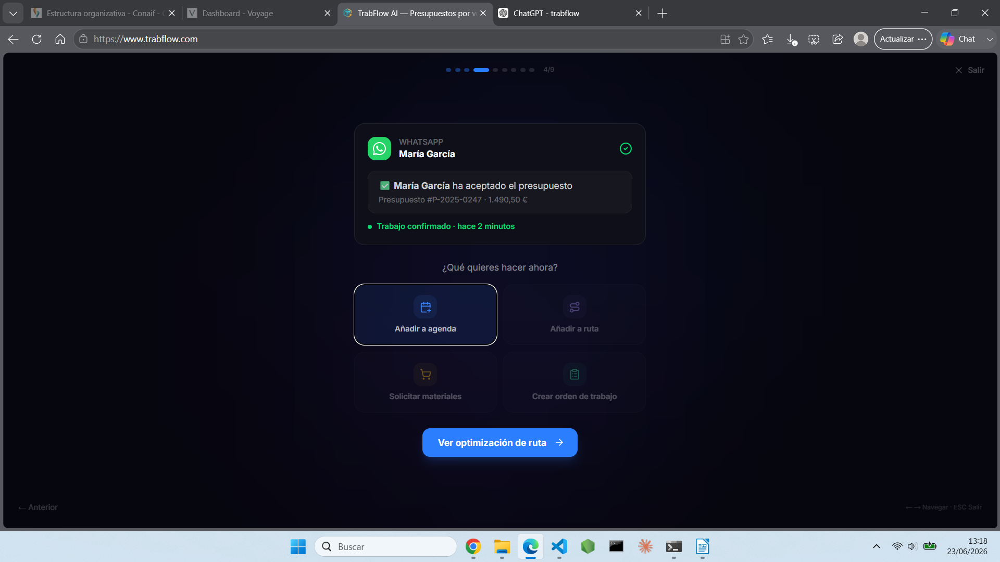 Estructura organizativa - Conaif -
Dashboard - Voyage
TrabFlow AI — Presupuestos por v
ChatGPT - trabflow
https://www.trabflow.com
Actualizar
Chat
4/9
Salir
WHATSAPP
María García
✅ María García ha aceptado el presupuesto
Presupuesto #P-2025-0247 · 1.490,50 €
Trabajo confirmado · hace 2 minutos
¿Qué quieres hacer ahora?
Añadir a agenda
Añadir a ruta
Solicitar materiales
Crear orden de trabajo
Ver optimización de ruta →
← Anterior
←→ Navegar · ESC Salir
Buscar
13:18
23/06/2026